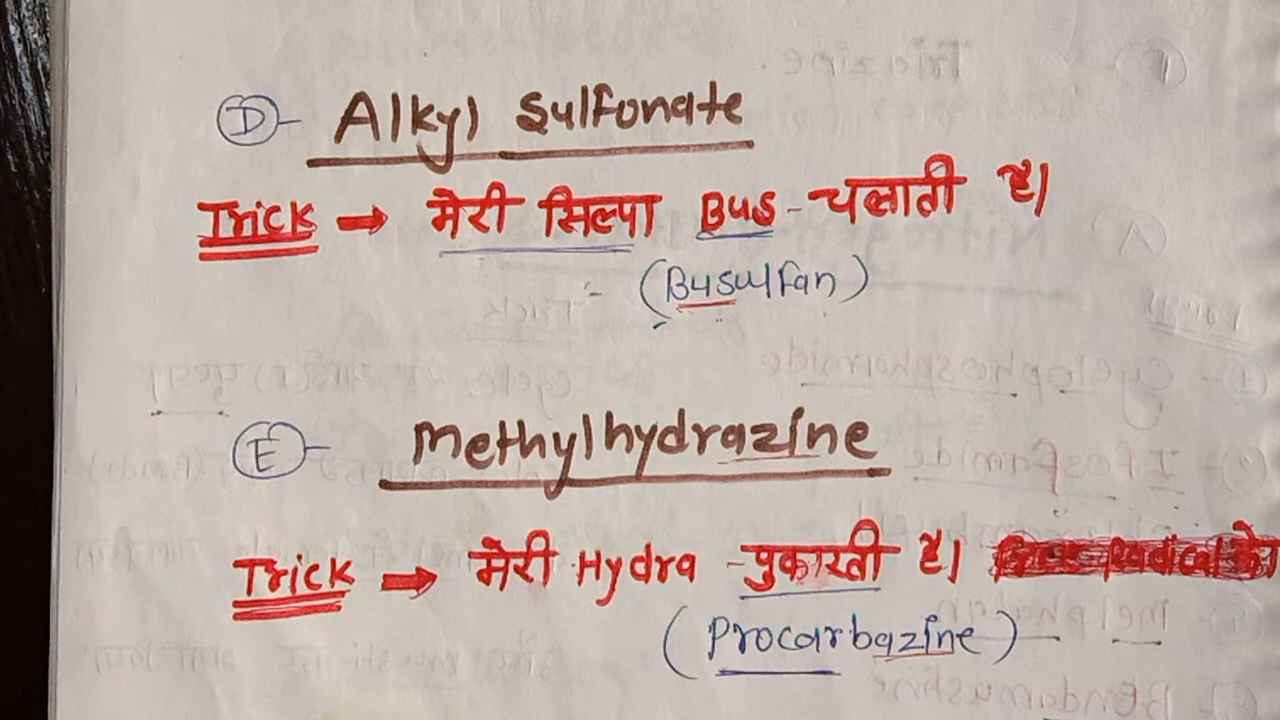 D- Alkyl Sulfonate
Trick → मेरी सिल्पा Bus - चलाती है।
(Busulfan)
E- Methylhydrazine
Trick → मेरी Hydra - पुकारती है।
(Procarbazine)